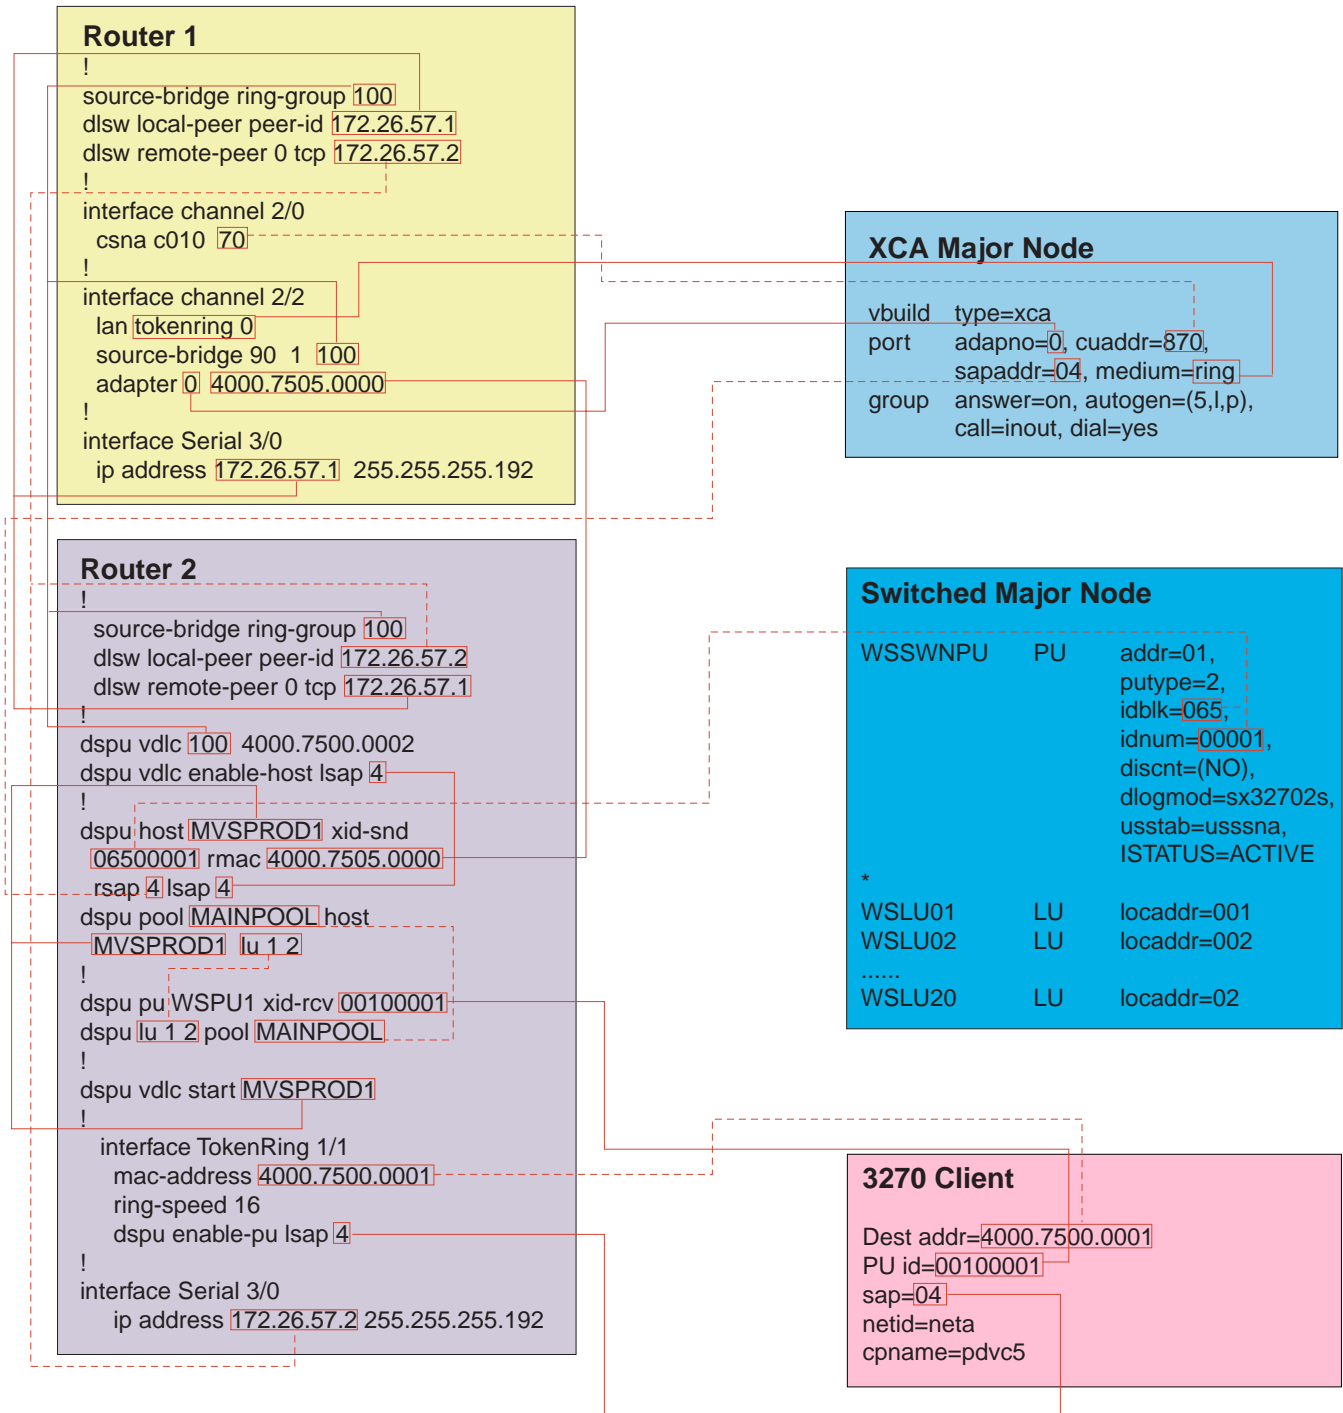 Router 1
!
source-bridge ring-group 100
dlsw local-peer peer-id 172.26.57.1
dlsw remote-peer 0 tcp 172.26.57.2
!
interface channel 2/0
csna c010 70
!
interface channel 2/2
lan tokenring 0
source-bridge 90 1 100
adapter 0 4000.7505.0000
!
interface Serial 3/0
ip address 172.26.57.1 255.255.255.192
XCA Major Node
vbuild type=xca
port adapno=0, cuaddr=870,
sapaddr=04, medium=ring
group answer=on, autogen=(5,l,p),
call=inout, dial=yes
Router 2
!
source-bridge ring-group 100
dlsw local-peer peer-id 172.26.57.2
dlsw remote-peer 0 tcp 172.26.57.1
!
dspu vdlc 100 4000.7500.0002
dspu vdlc enable-host lsap 4
!
dspu host MVSPROD1 xid-snd
06500001 rmac 4000.7505.0000
rsap 4 lsap 4
dspu pool MAINPOOL host
MVSPROD1 lu 1 2
!
dspu pu WSPU1 xid-rcv 00100001
dspu lu 1 2 pool MAINPOOL
!
dspu vdlc start MVSPROD1
!
interface TokenRing 1/1
mac-address 4000.7500.0001
ring-speed 16
dspu enable-pu lsap 4
!
interface Serial 3/0
ip address 172.26.57.2 255.255.255.192
Switched Major Node
WSSWNPU PU addr=01,
putype=2,
idblk=065,
idnum=00001,
discnt=(NO),
dlogmod=sx32702s,
usstab=usssna,
ISTATUS=ACTIVE
*
WSLU01 LU locaddr=001
WSLU02 LU locaddr=002
......
WSLU20 LU locaddr=02
3270 Client
Dest addr=4000.7500.0001
PU id=00100001
sap=04
netid=neta
cpname=pdvc5